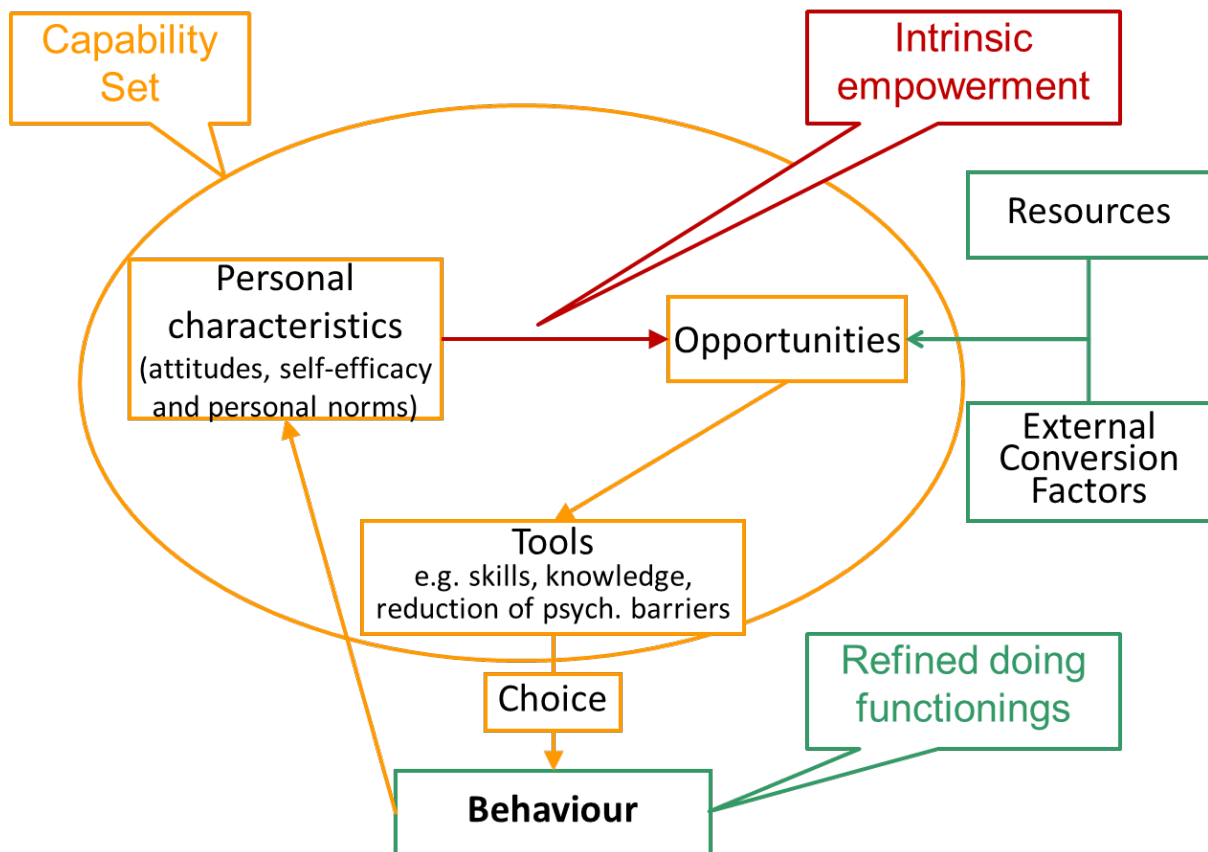 Capability
Set
Intrinsic
empowerment
Resources
Personal
characteristics
(attitudes, self-efficacy
and personal norms)
Opportunities
External
Conversion
Factors
Tools
e.g. skills, knowledge,
reduction of psych. barriers
Choice
Refined doing
functionings
Behaviour